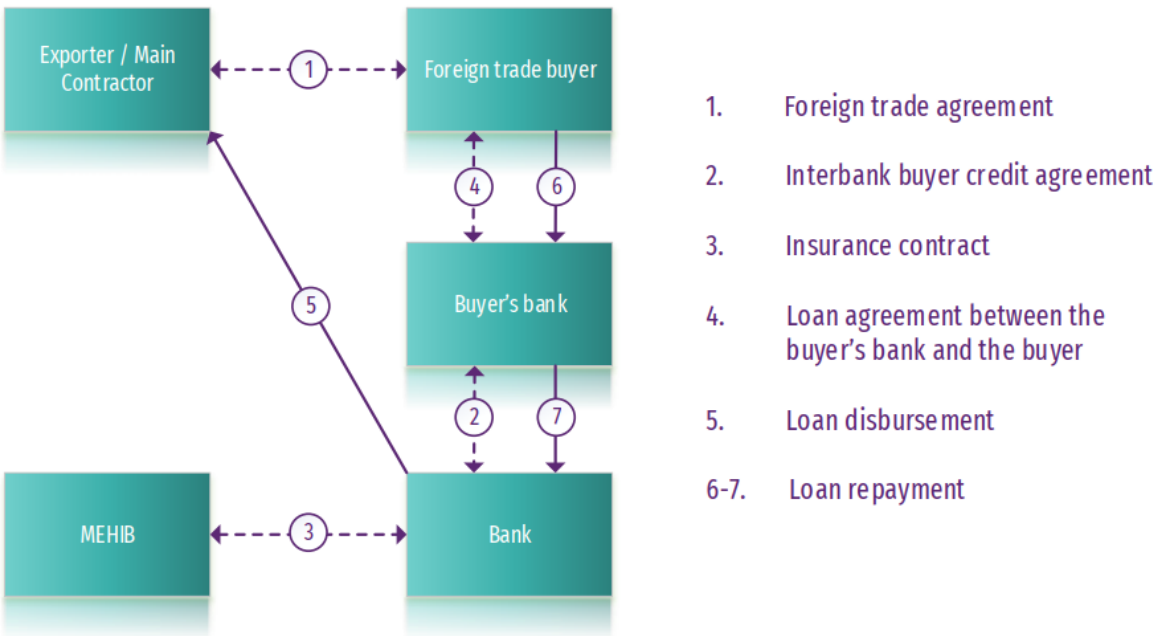 Exporter / Main
Contractor
1
Foreign trade buyer
4
6
5
Buyer's bank
2
7
MEHIB
3
Bank
1. Foreign trade agreement
2. Interbank buyer credit agreement
3. Insurance contract
4. Loan agreement between the
buyer's bank and the buyer
5. Loan disbursement
6-7. Loan repayment